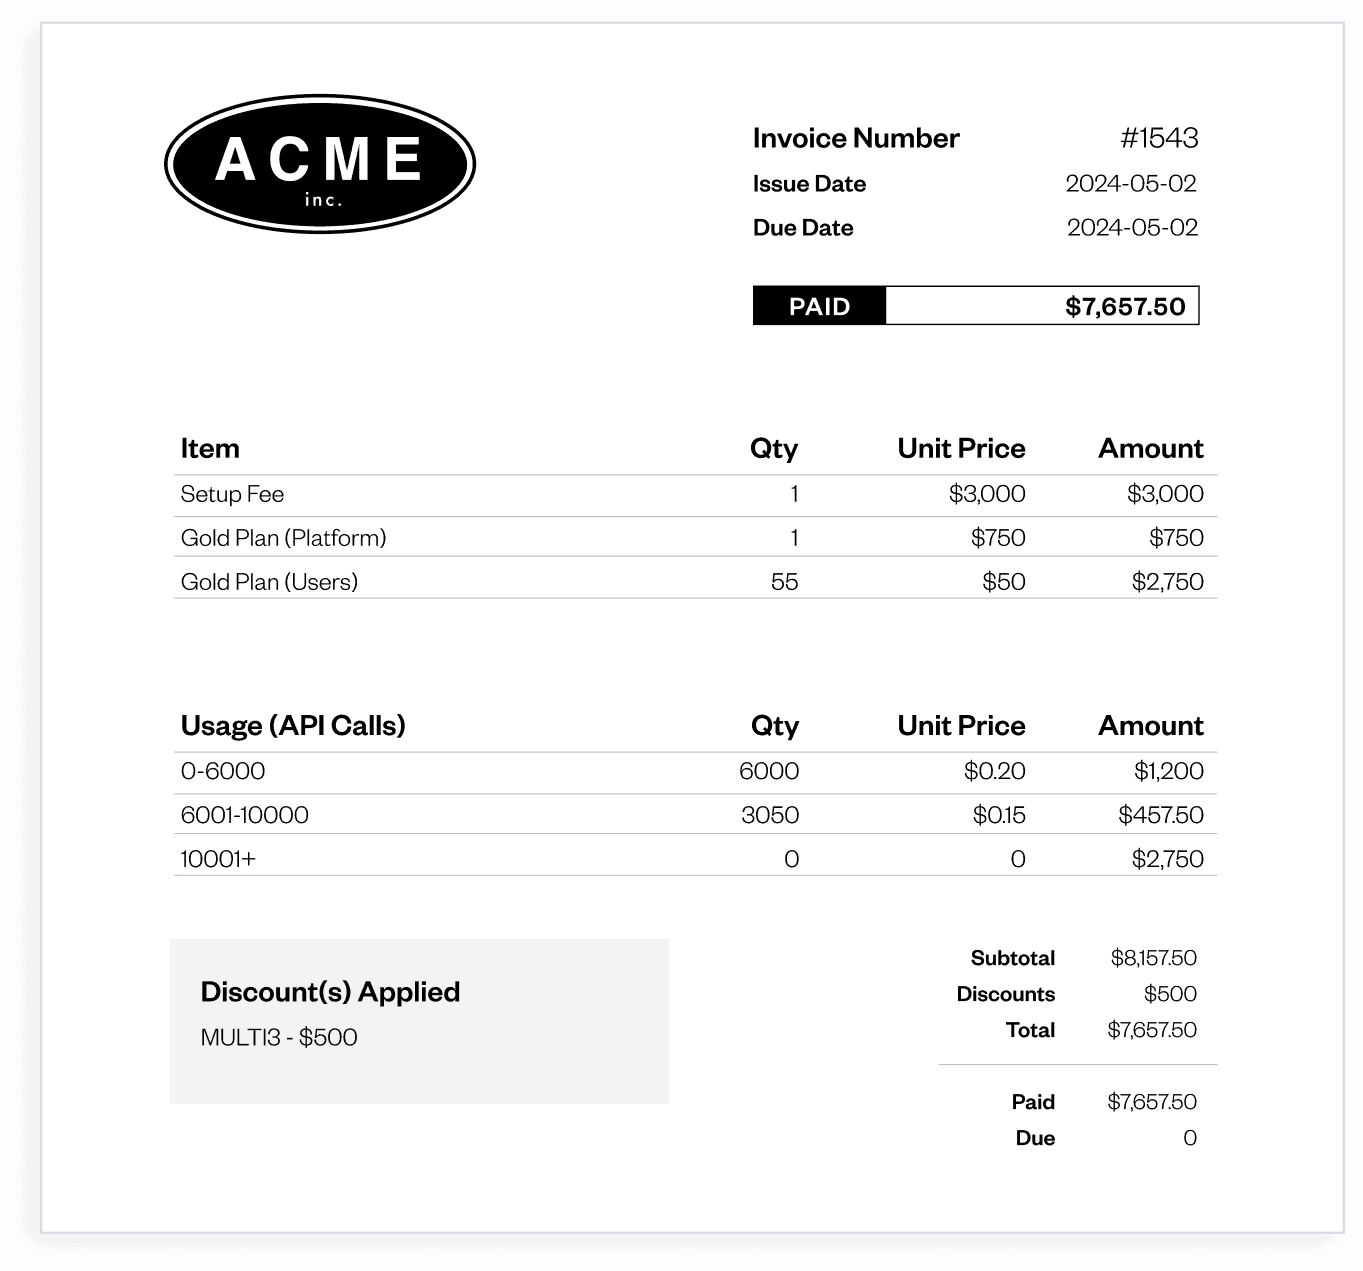 ACME
inc.
Invoice Number #1543
Issue Date 2024-05-02
Due Date 2024-05-02
PAID $7,657.50
Item Qty Unit Price Amount
Setup Fee 1 $3,000 $3,000
Gold Plan (Platform) 1 $750 $750
Gold Plan (Users) 55 $50 $2,750
Usage (API Calls) Qty Unit Price Amount
0-6000 6000 $0.20 $1,200
6001-10000 3050 $0.15 $457.50
10001+ 0 0 $2,750
Discount(s) Applied
MULTI3 - $500
Subtotal $8,157.50
Discounts $500
Total $7,657.50
Paid $7,657.50
Due 0